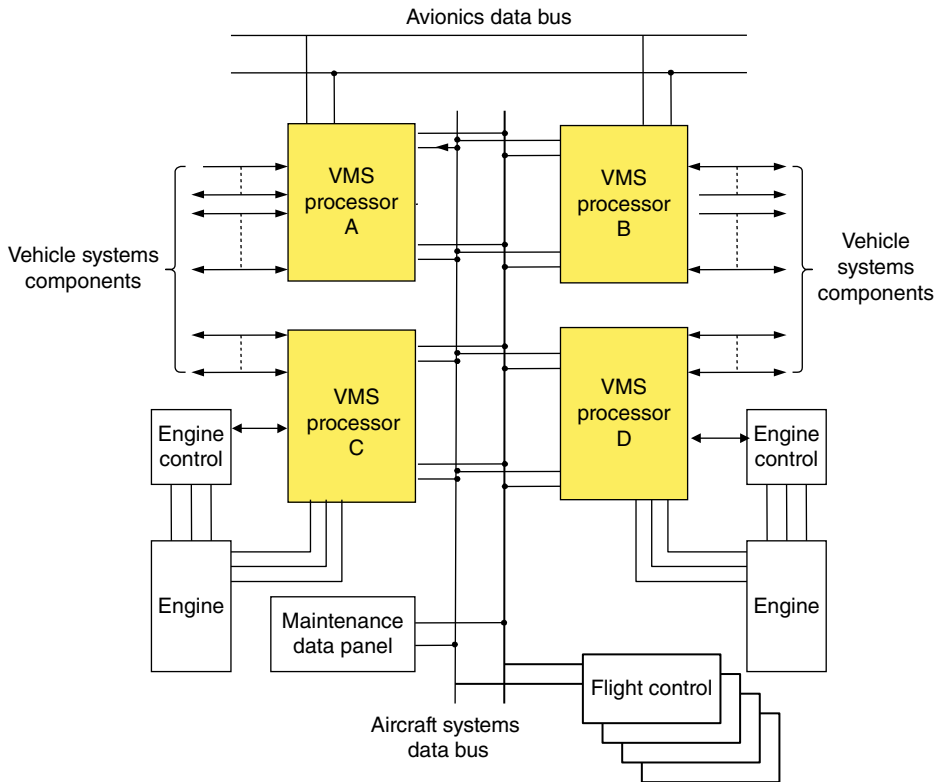 Avionics data bus
VMS
processor
A
VMS
processor
B
Vehicle systems
components
Vehicle
systems
components
VMS
processor
C
VMS
processor
D
Engine
control
Engine
control
Engine
Maintenance
data panel
Engine
Flight control
Aircraft systems
data bus